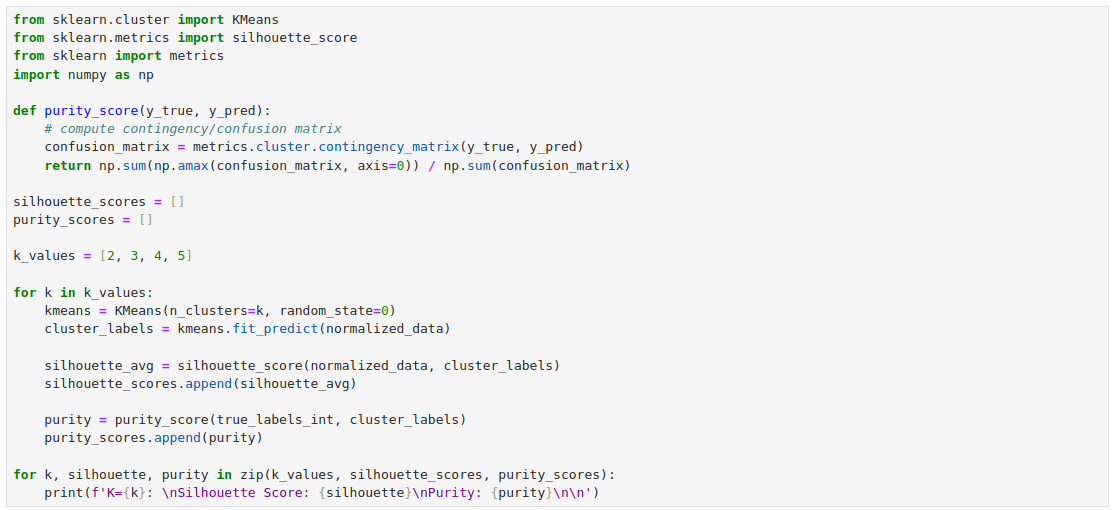 from sklearn.cluster import KMeans
from sklearn.metrics import silhouette_score
from sklearn import metrics
import numpy as np

def purity_score(y_true, y_pred):
    # compute contingency/confusion matrix
    confusion_matrix = metrics.cluster.contingency_matrix(y_true, y_pred)
    return np.sum(np.amax(confusion_matrix, axis=0)) / np.sum(confusion_matrix)

silhouette_scores = []
purity_scores = []

k_values = [2, 3, 4, 5]

for k in k_values:
    kmeans = KMeans(n_clusters=k, random_state=0)
    cluster_labels = kmeans.fit_predict(normalized_data)

    silhouette_avg = silhouette_score(normalized_data, cluster_labels)
    silhouette_scores.append(silhouette_avg)

    purity = purity_score(true_labels_int, cluster_labels)
    purity_scores.append(purity)

for k, silhouette, purity in zip(k_values, silhouette_scores, purity_scores):
    print(f'K={k}: \nSilhouette Score: {silhouette}\nPurity: {purity}\n\n')